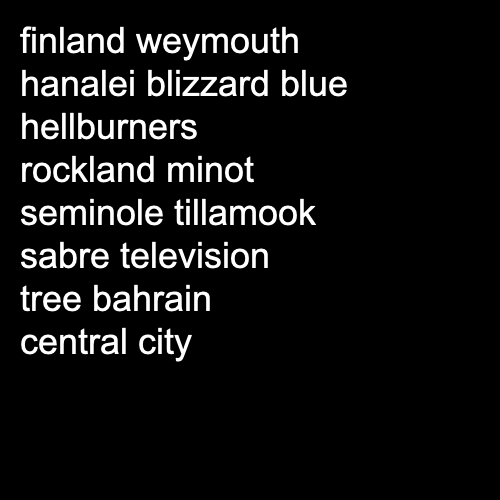 finland weymouth
hanalei blizzard blue
hellburners
rockland minot
seminole tillamook
sabre television
tree bahrain
central city